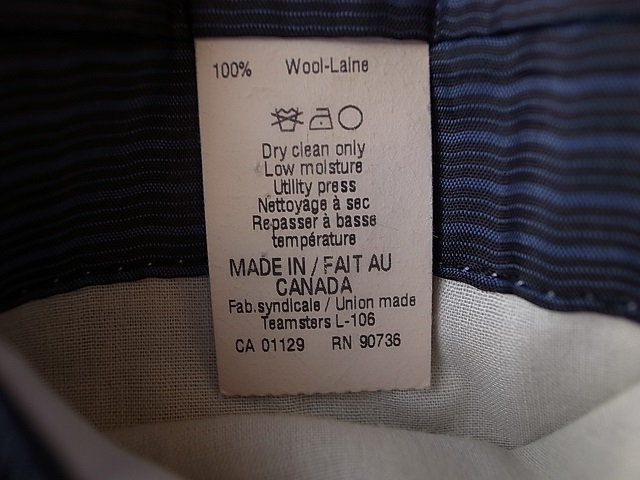 100% Wool-Laine
Dry clean only
Low moisture
Utility press
Nettoyage à sec
Repasser à basse
température
MADE IN / FAIT AU
CANADA
Fab.syndicale / Union made
Teamsters L-106
CA 01129 RN 90736